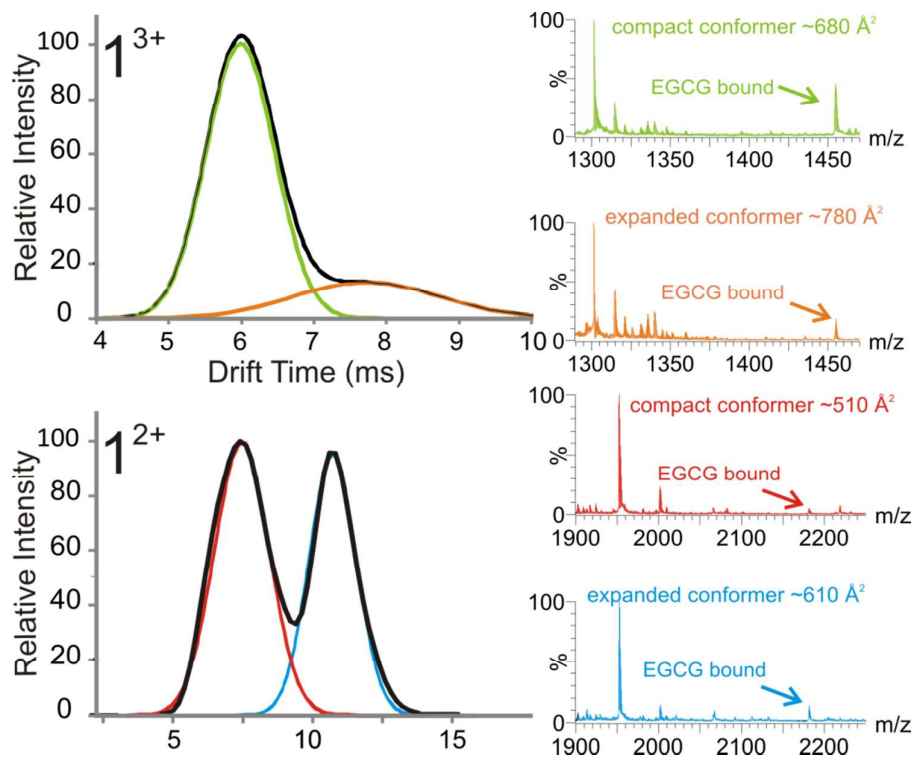 1³⁺
Relative Intensity
100
80
60
40
20
0
4 5 6 7 8 9 10
Drift Time (ms)
compact conformer ~680 Å²
EGCG bound
100
%
0
1300 1350 1400 1450 m/z
expanded conformer ~780 Å²
EGCG bound
100
%
0
1300 1350 1400 1450 m/z
1²⁺
Relative Intensity
100
80
60
40
20
0
5 10 15
compact conformer ~510 Å²
EGCG bound
100
%
0
1900 2000 2100 2200 m/z
expanded conformer ~610 Å²
EGCG bound
100
%
0
1900 2000 2100 2200 m/z